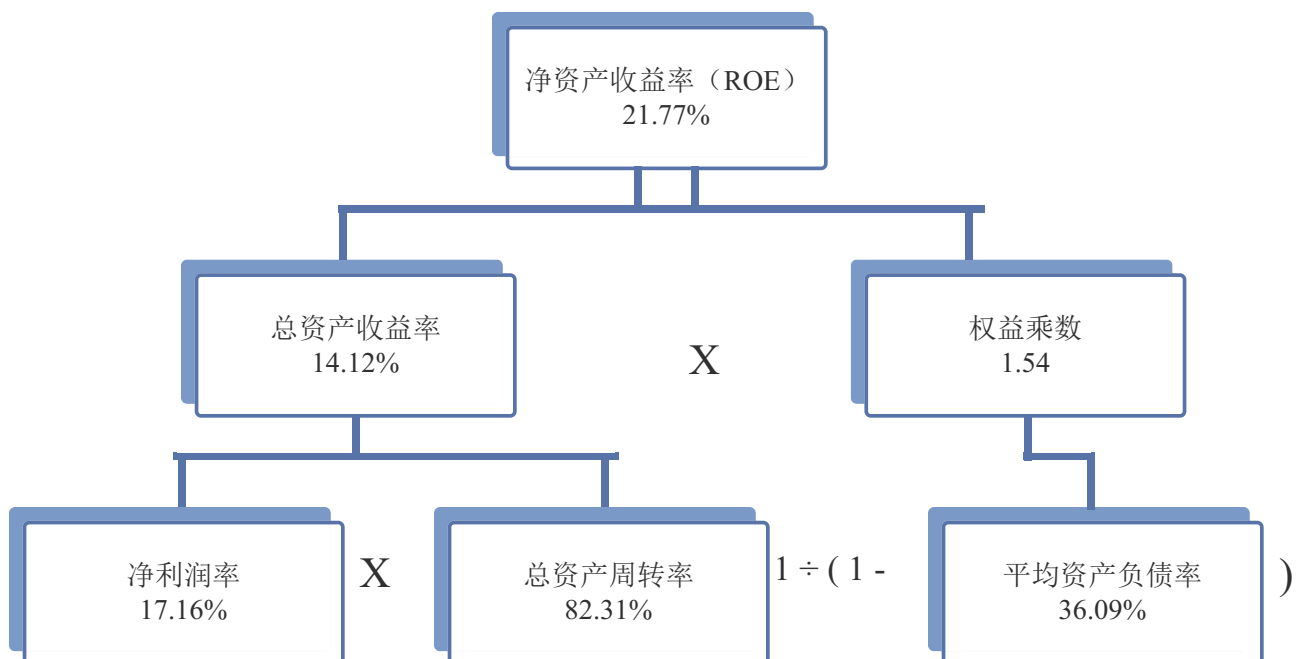 净资产收益率（ROE）
21.77%
总资产收益率
14.12%
X
权益乘数
1.54
净利润率
17.16%
X
总资产周转率
82.31%
1 ÷ ( 1 -
平均资产负债率
36.09%
)